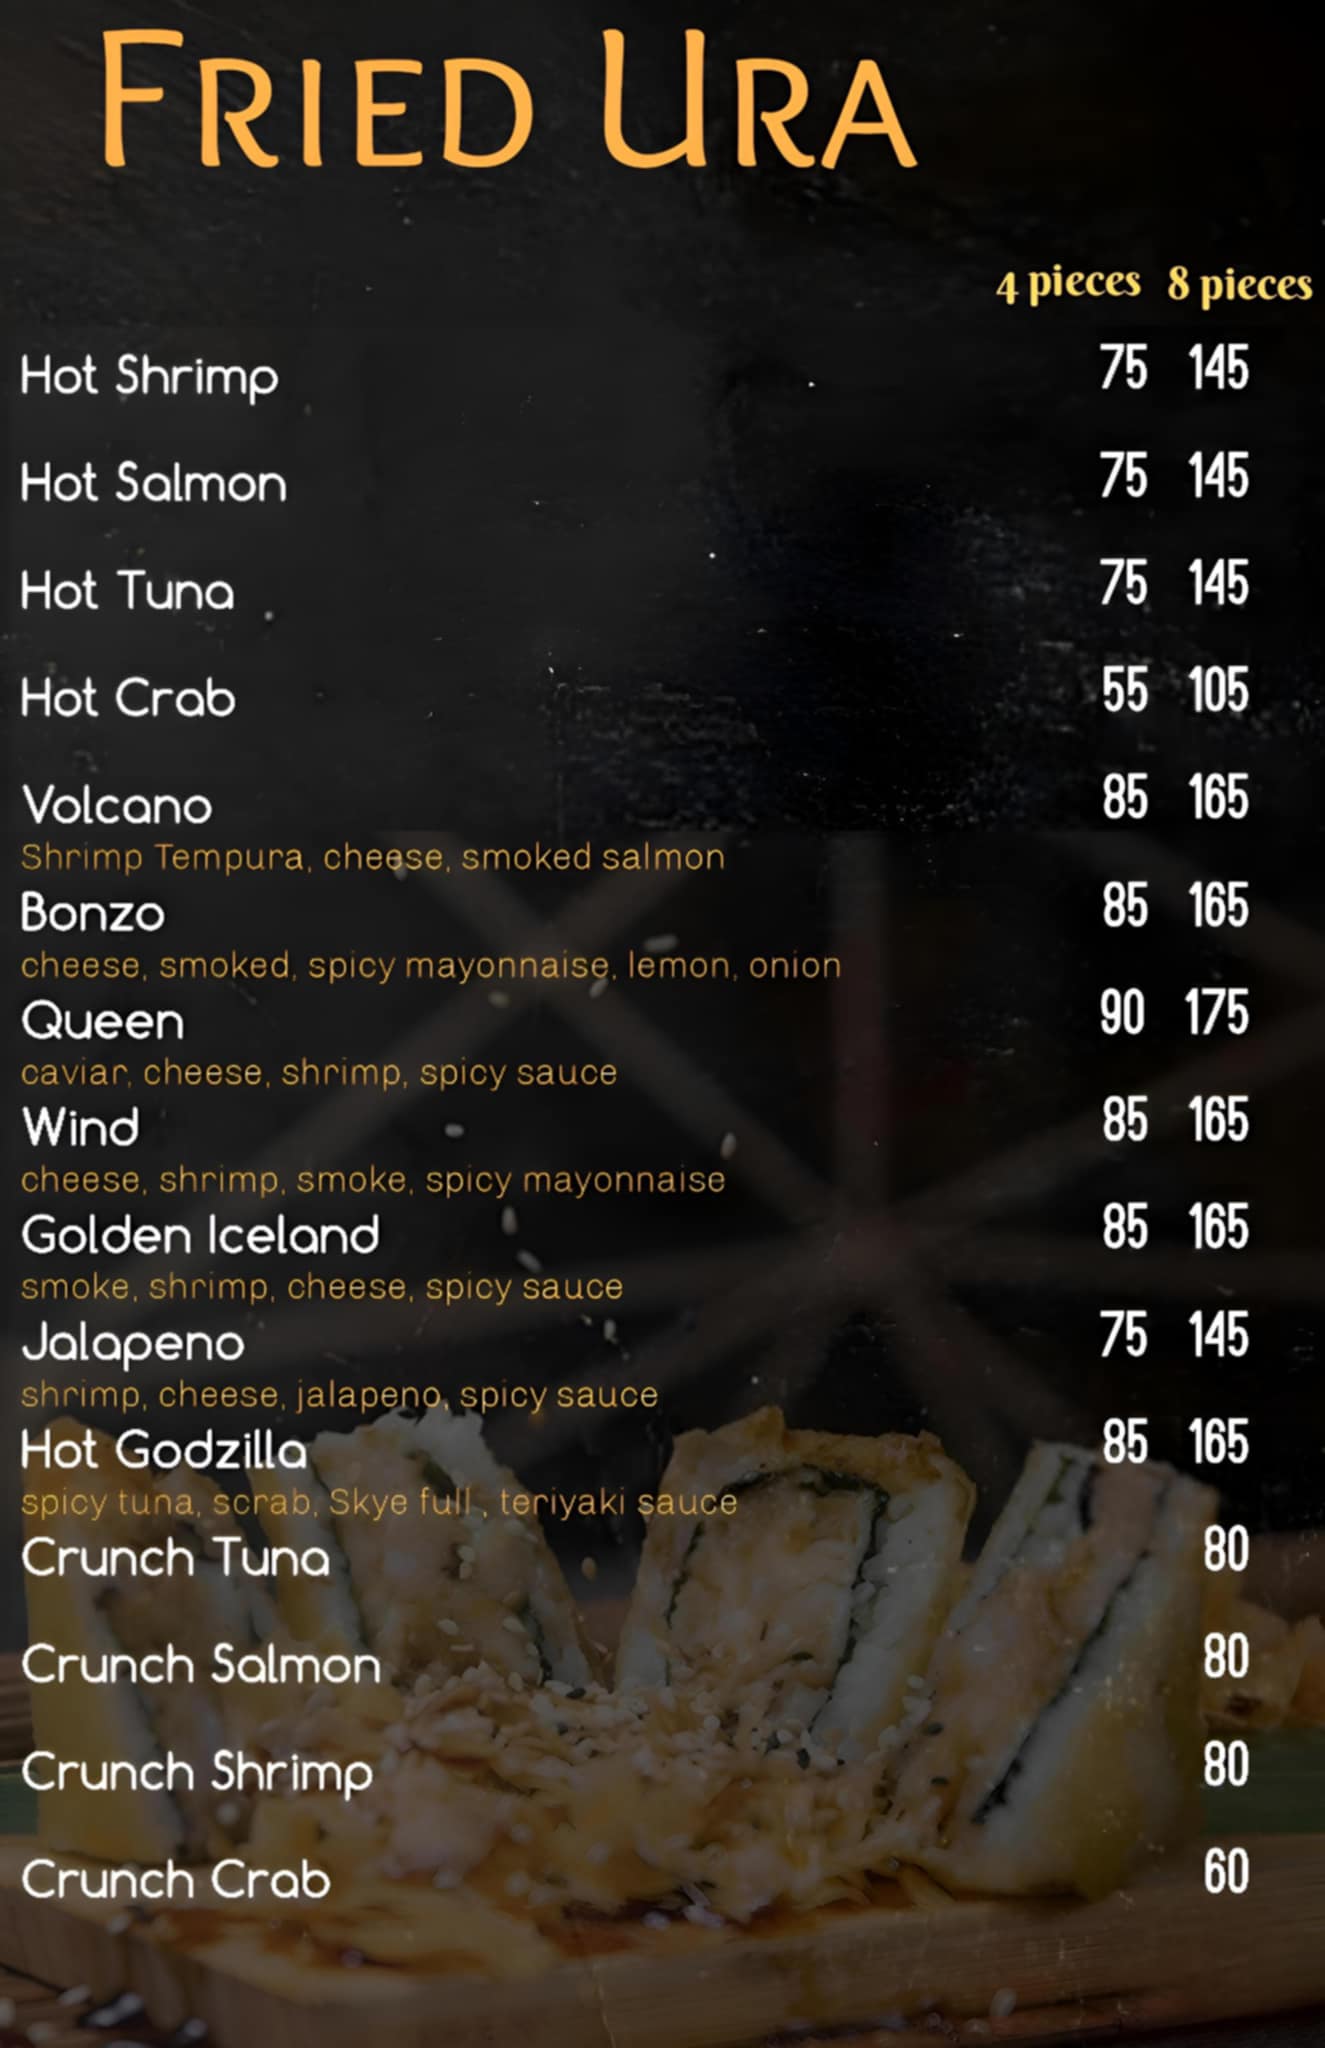 Fried Ura
4 pieces 8 pieces
Hot Shrimp 75 145
Hot Salmon 75 145
Hot Tuna 75 145
Hot Crab 55 105
Volcano 85 165
Shrimp Tempura, cheese, smoked salmon
Bonzo 85 165
cheese, smoked, spicy mayonnaise, lemon, onion
Queen 90 175
caviar, cheese, shrimp, spicy sauce
Wind 85 165
cheese, shrimp, smoke, spicy mayonnaise
Golden Iceland 85 165
smoke, shrimp, cheese, spicy sauce
Jalapeno 75 145
shrimp, cheese, jalapeno, spicy sauce
Hot Godzilla 85 165
spicy tuna, scrab, Skye full , teriyaki sauce
Crunch Tuna 80
Crunch Salmon 80
Crunch Shrimp 80
Crunch Crab 60